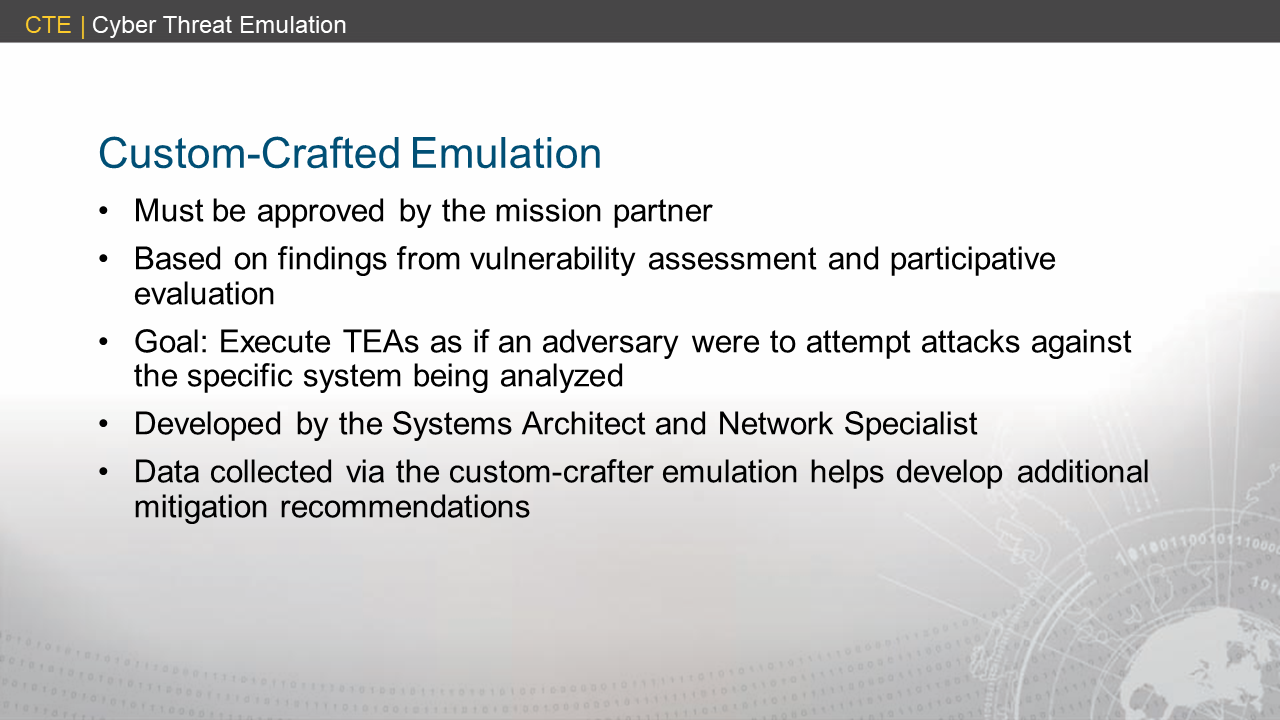 CTE | Cyber Threat Emulation
Custom-Crafted Emulation
• Must be approved by the mission partner
• Based on findings from vulnerability assessment and participative
evaluation
• Goal: Execute TEAs as if an adversary were to attempt attacks against
the specific system being analyzed
• Developed by the Systems Architect and Network Specialist
• Data collected via the custom-crafter emulation helps develop additional
mitigation recommendations